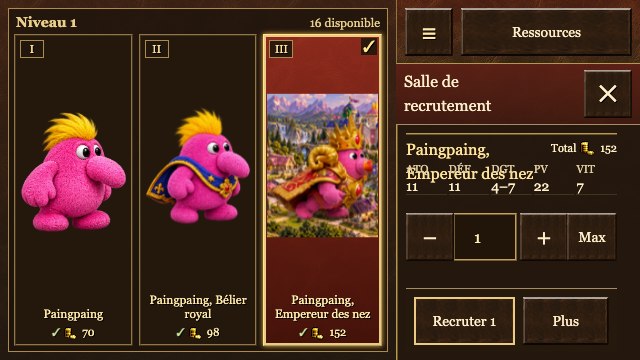 Niveau 1
16 disponible
I
II
III
Paingpaing
70
Paingpaing, Bélier
royal
98
Paingpaing,
Empereur des nez
152
Ressources
Salle de
recrutement
Paingpaing,
Empereur des nez
Total 152
ATQ DÉF DGT PV VIT
11 11 4–7 22 7
− 1 + Max
Recruter 1
Plus